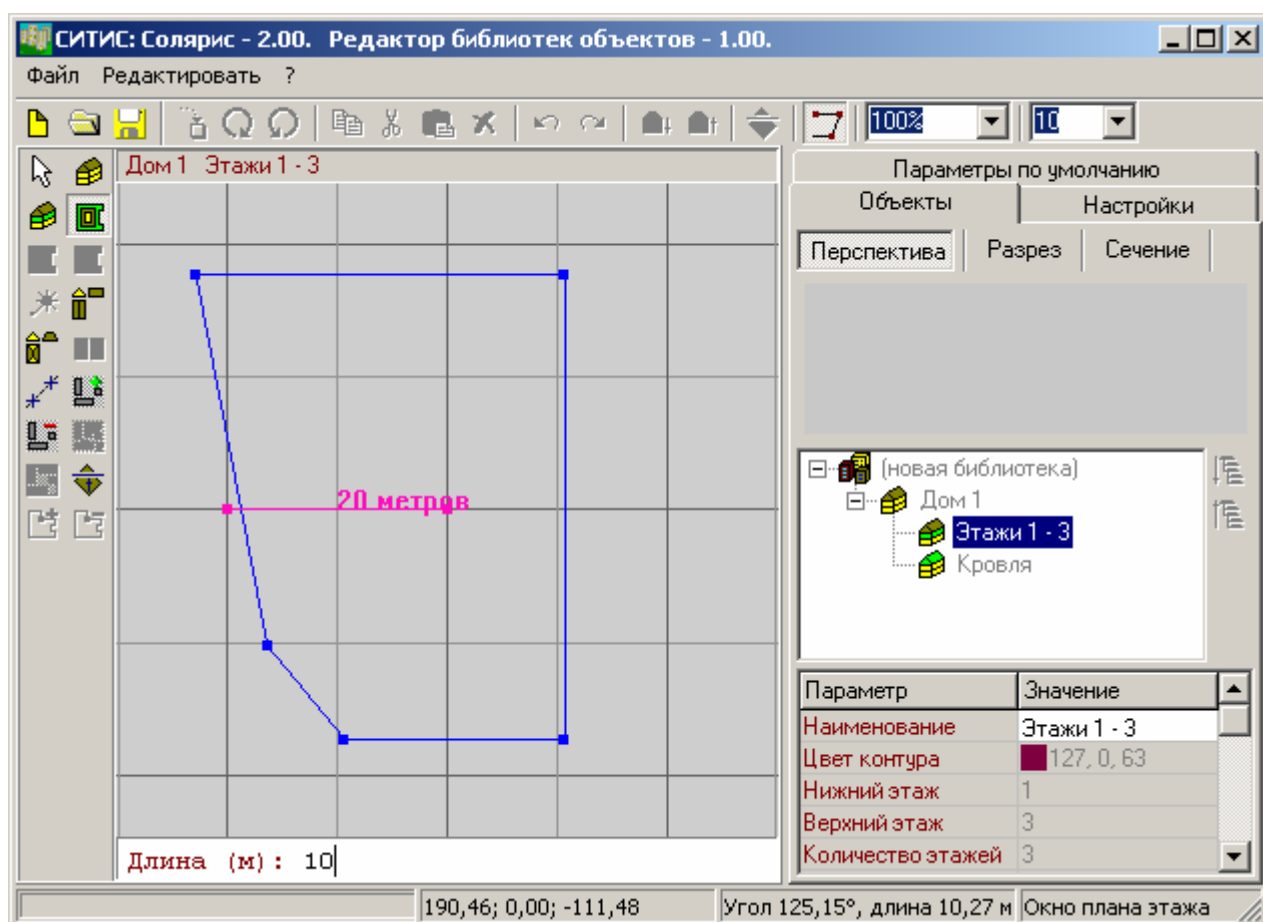 СИТИС: Солярис - 2.00. Редактор библиотек объектов - 1.00.
Файл Редактировать ?
100% 10
Дом 1 Этажи 1 - 3
Параметры по умолчанию
Объекты Настройки
Перспектива Разрез Сечение
20 метров
(новая библиотека)
Дом 1
Этажи 1 - 3
Кровля
Параметр Значение
Наименование Этажи 1 - 3
Цвет контура 127, 0, 63
Нижний этаж 1
Верхний этаж 3
Количество этажей 3
Длина (м): 10
190,46; 0,00; -111,48 Угол 125,15°, длина 10,27 м Окно плана этажа